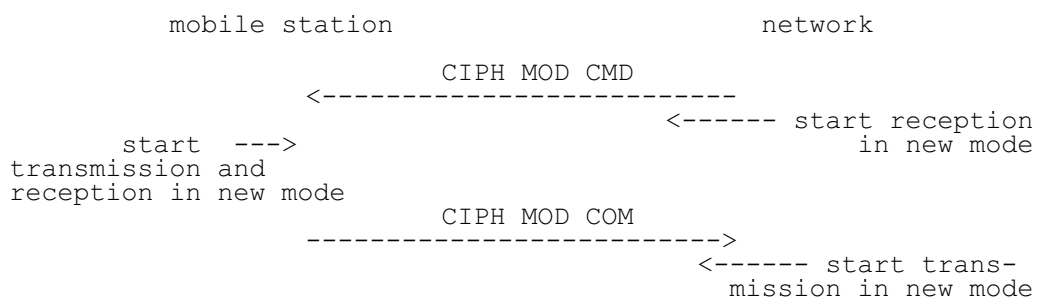 mobile station                       network
CIPH MOD CMD
<--------------------------
<------ start reception
start  --->                                   in new mode
transmission and
reception in new mode
CIPH MOD COM
-------------------------->
<------ start trans-
mission in new mode